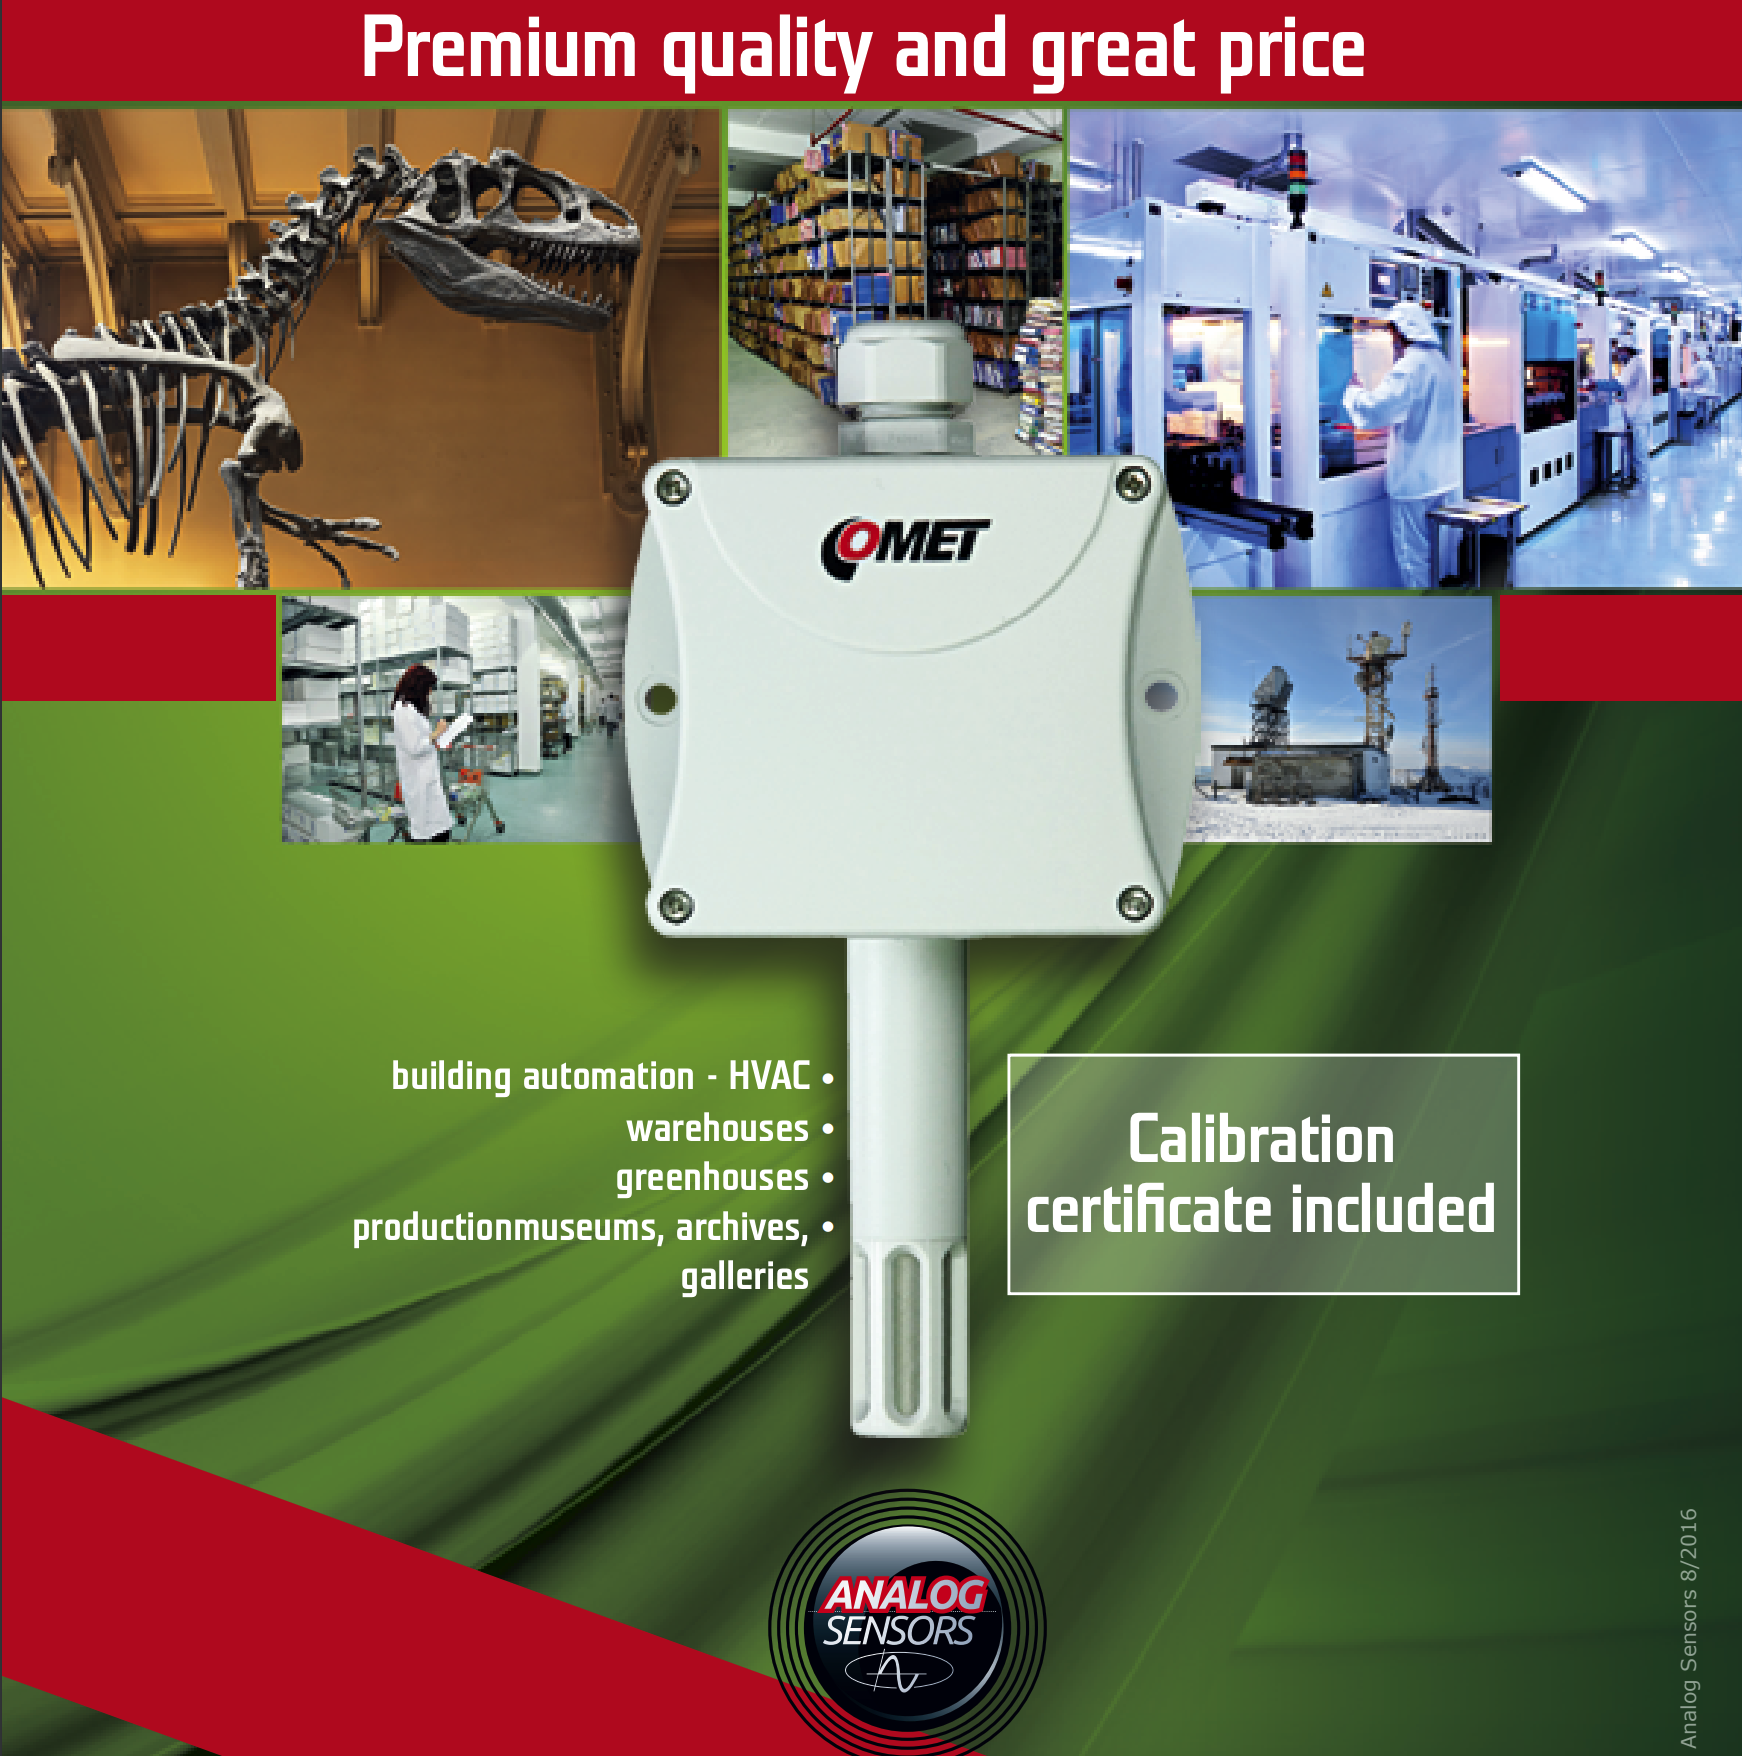 Premium quality and great price
COMET
building automation - HVAC •
warehouses •
greenhouses •
productionmuseums, archives, •
galleries
Calibration
certificate included
ANALOG
SENSORS
Analog Sensors 8/2016